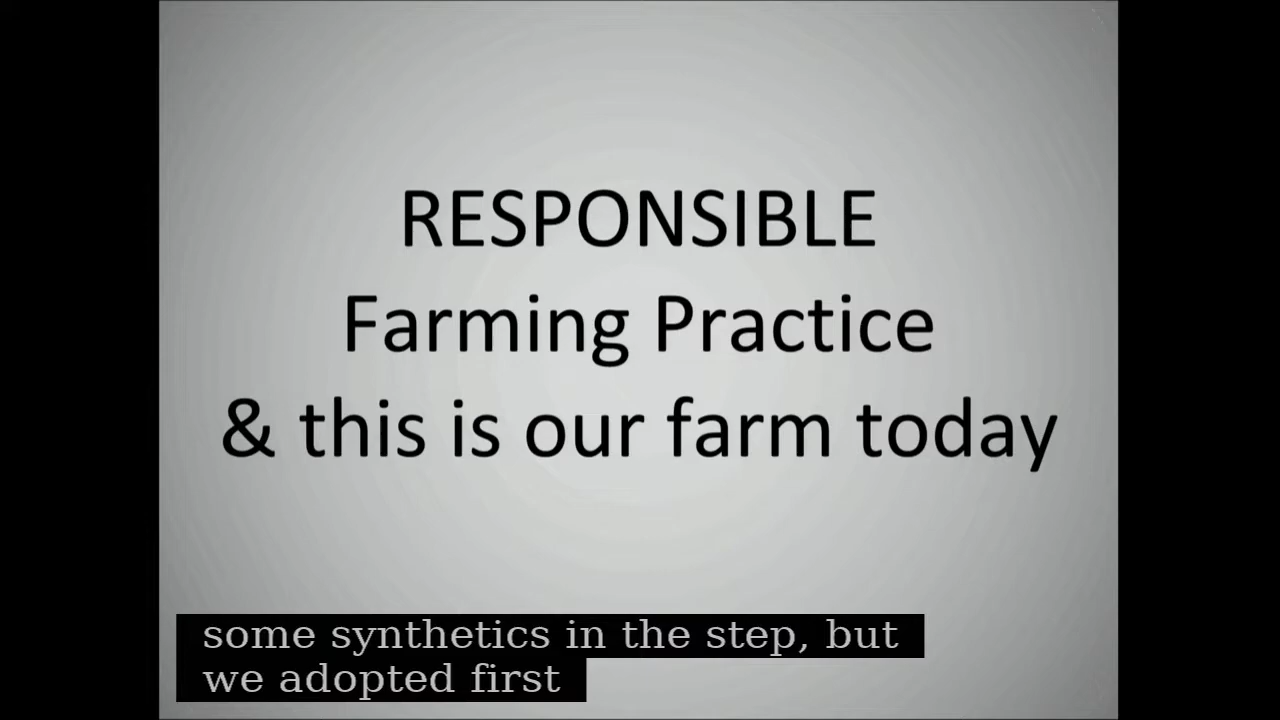 RESPONSIBLE
Farming Practice
& this is our farm today
some synthetics in the step, but
we adopted first